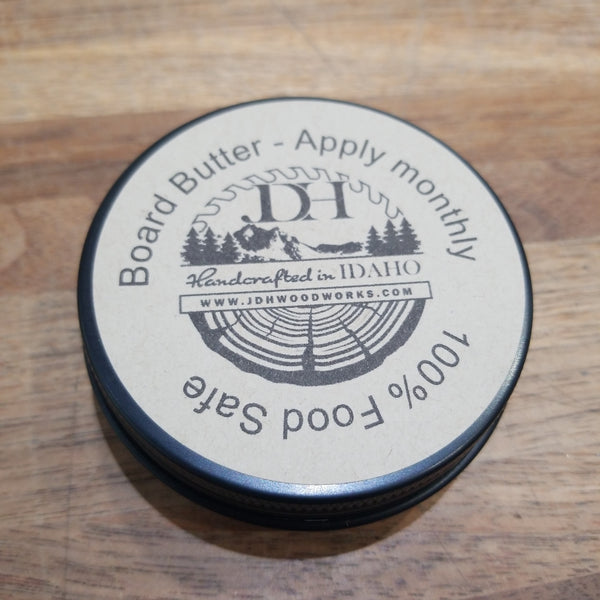 Board Butter - Apply monthly
JDH
Handcrafted in IDAHO
WWW.JDHWOODWORKS.COM
100% Food Safe